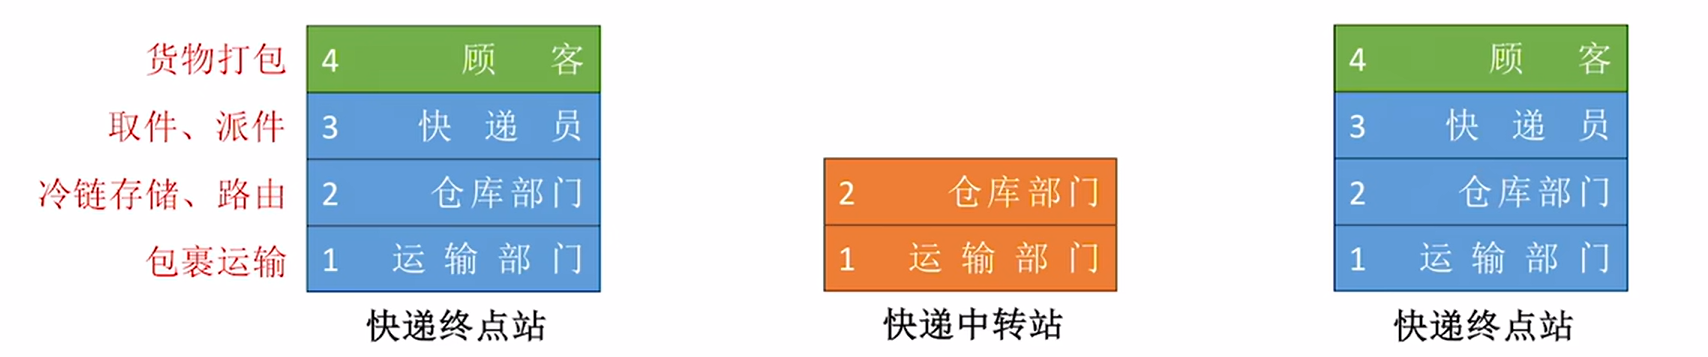 货物打包 4 顾客 4 顾客
取件、派件 3 快递员 3 快递员
冷链存储、路由 2 仓库部门 2 仓库部门 2 仓库部门
包裹运输 1 运输部门 1 运输部门 1 运输部门
快递终点站 快递中转站 快递终点站